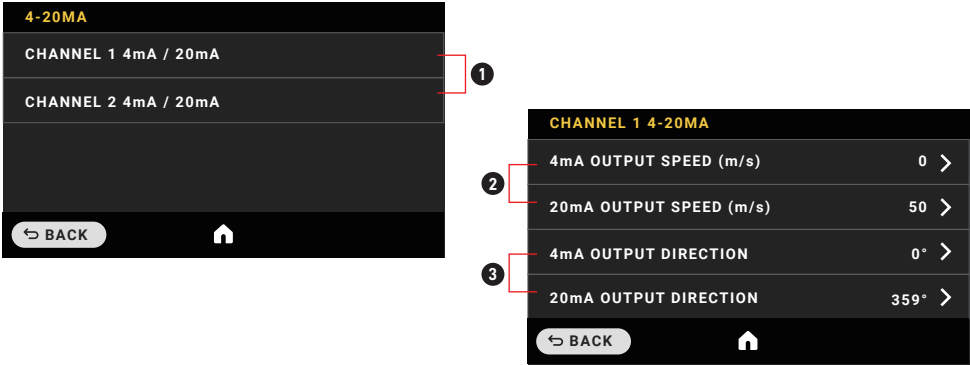 4-20MA
CHANNEL 1 4mA / 20mA
CHANNEL 2 4mA / 20mA
BACK
1
CHANNEL 1 4-20MA
4mA OUTPUT SPEED (m/s) 0
20mA OUTPUT SPEED (m/s) 50
4mA OUTPUT DIRECTION 0°
20mA OUTPUT DIRECTION 359°
BACK
2
3